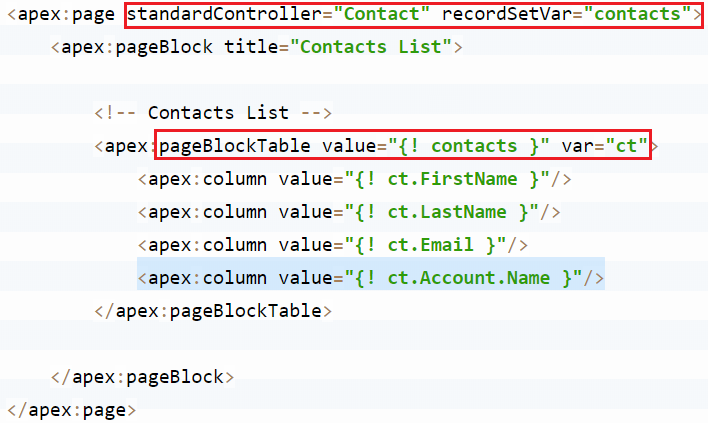 <apex:page standardController="Contact" recordSetVar="contacts">
    <apex:pageBlock title="Contacts List">
        <!-- Contacts List -->
        <apex:pageBlockTable value="{! contacts }" var="ct">
            <apex:column value="{! ct.FirstName }"/>
            <apex:column value="{! ct.LastName }"/>
            <apex:column value="{! ct.Email }"/>
            <apex:column value="{! ct.Account.Name }"/>
        </apex:pageBlockTable>
    </apex:pageBlock>
</apex:page>